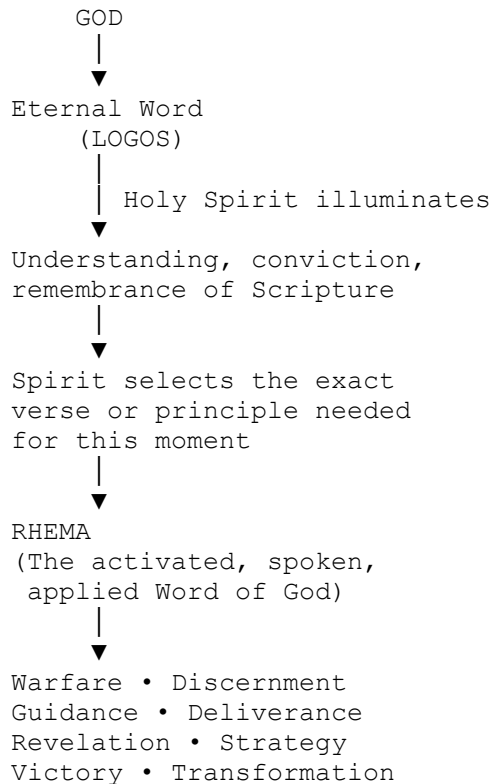 GOD
Eternal Word
(LOGOS)
Holy Spirit illuminates
Understanding, conviction,
remembrance of Scripture
Spirit selects the exact
verse or principle needed
for this moment
RHEMA
(The activated, spoken,
applied Word of God)
Warfare • Discernment
Guidance • Deliverance
Revelation • Strategy
Victory • Transformation